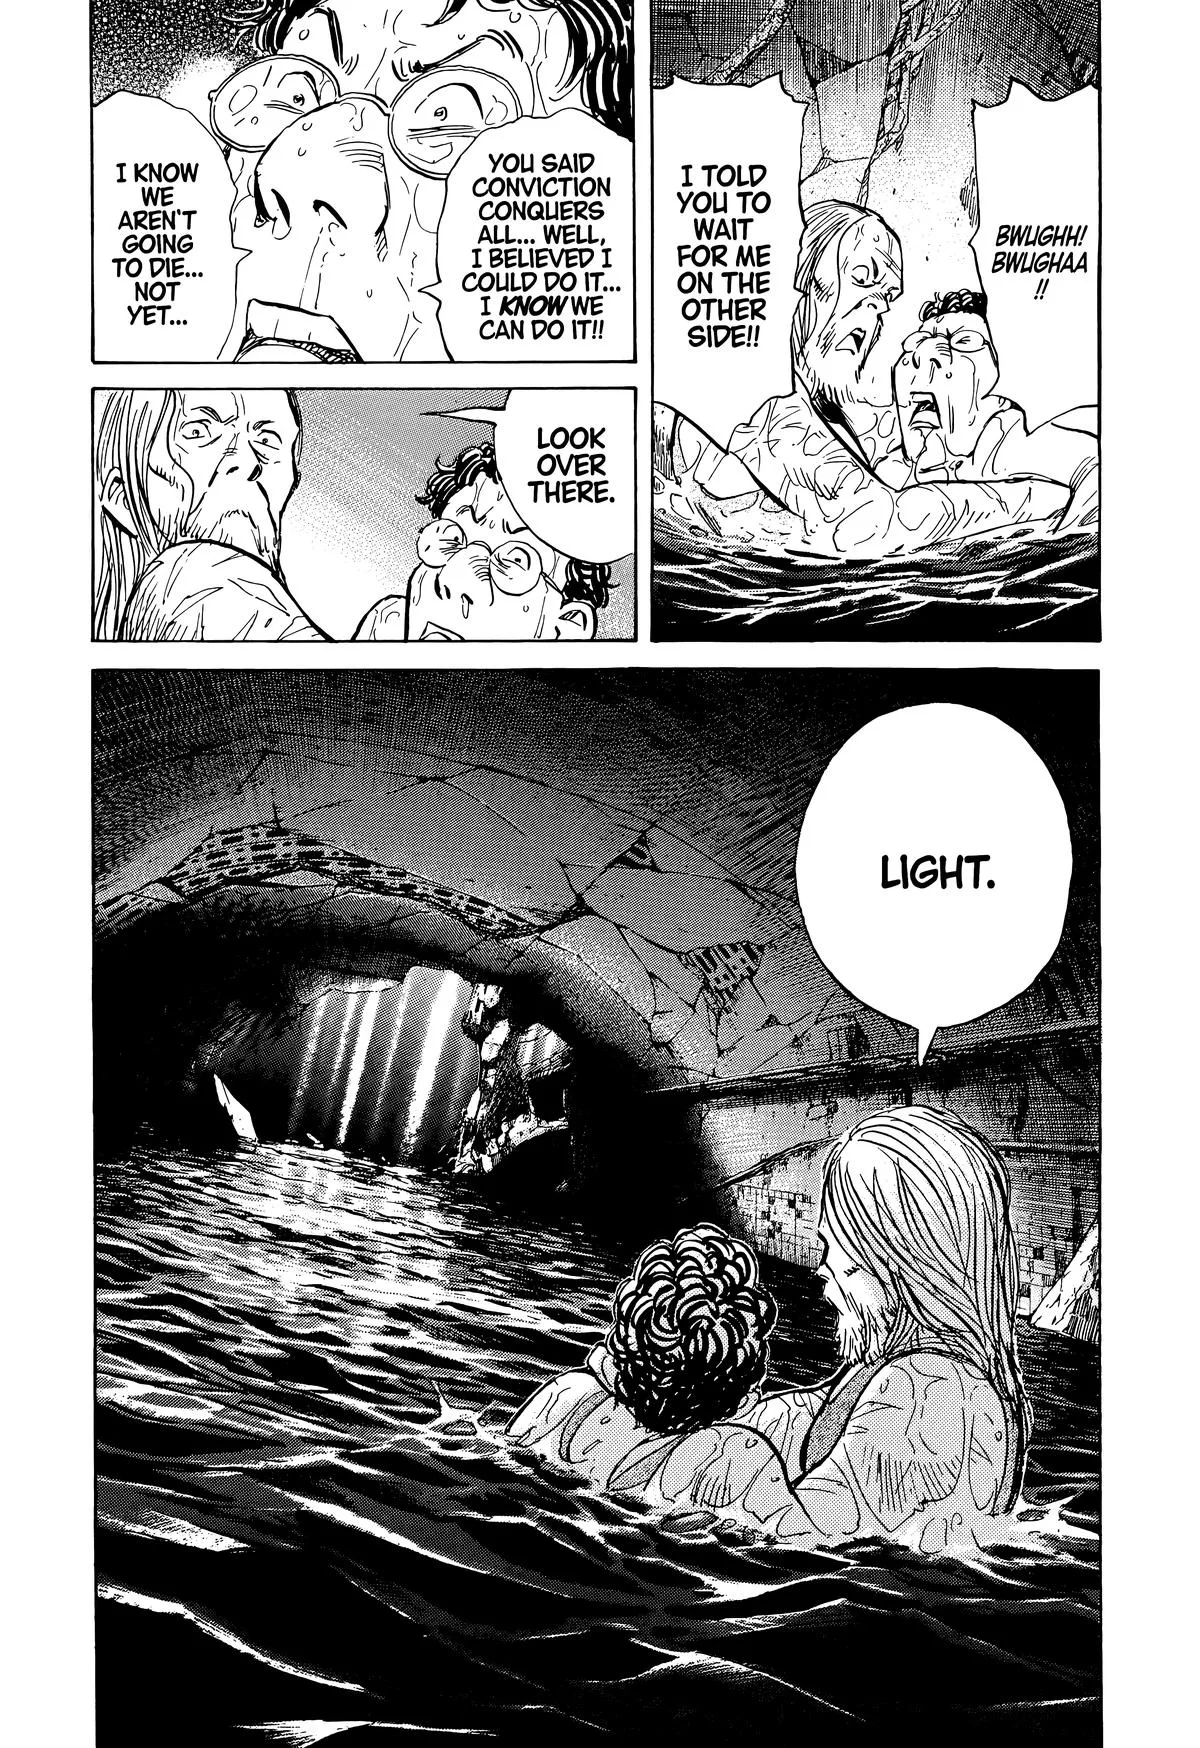 BWUGHH!
BWUGHAA
!!
I TOLD
YOU TO
WAIT
FOR ME
ON THE
OTHER
SIDE!!
YOU SAID
CONVICTION
CONQUERS
ALL... WELL,
I BELIEVED I
COULD DO IT...
I KNOW WE
CAN DO IT!!
I KNOW
WE
AREN'T
GOING
TO DIE...
NOT
YET...
LOOK
OVER
THERE.
LIGHT.